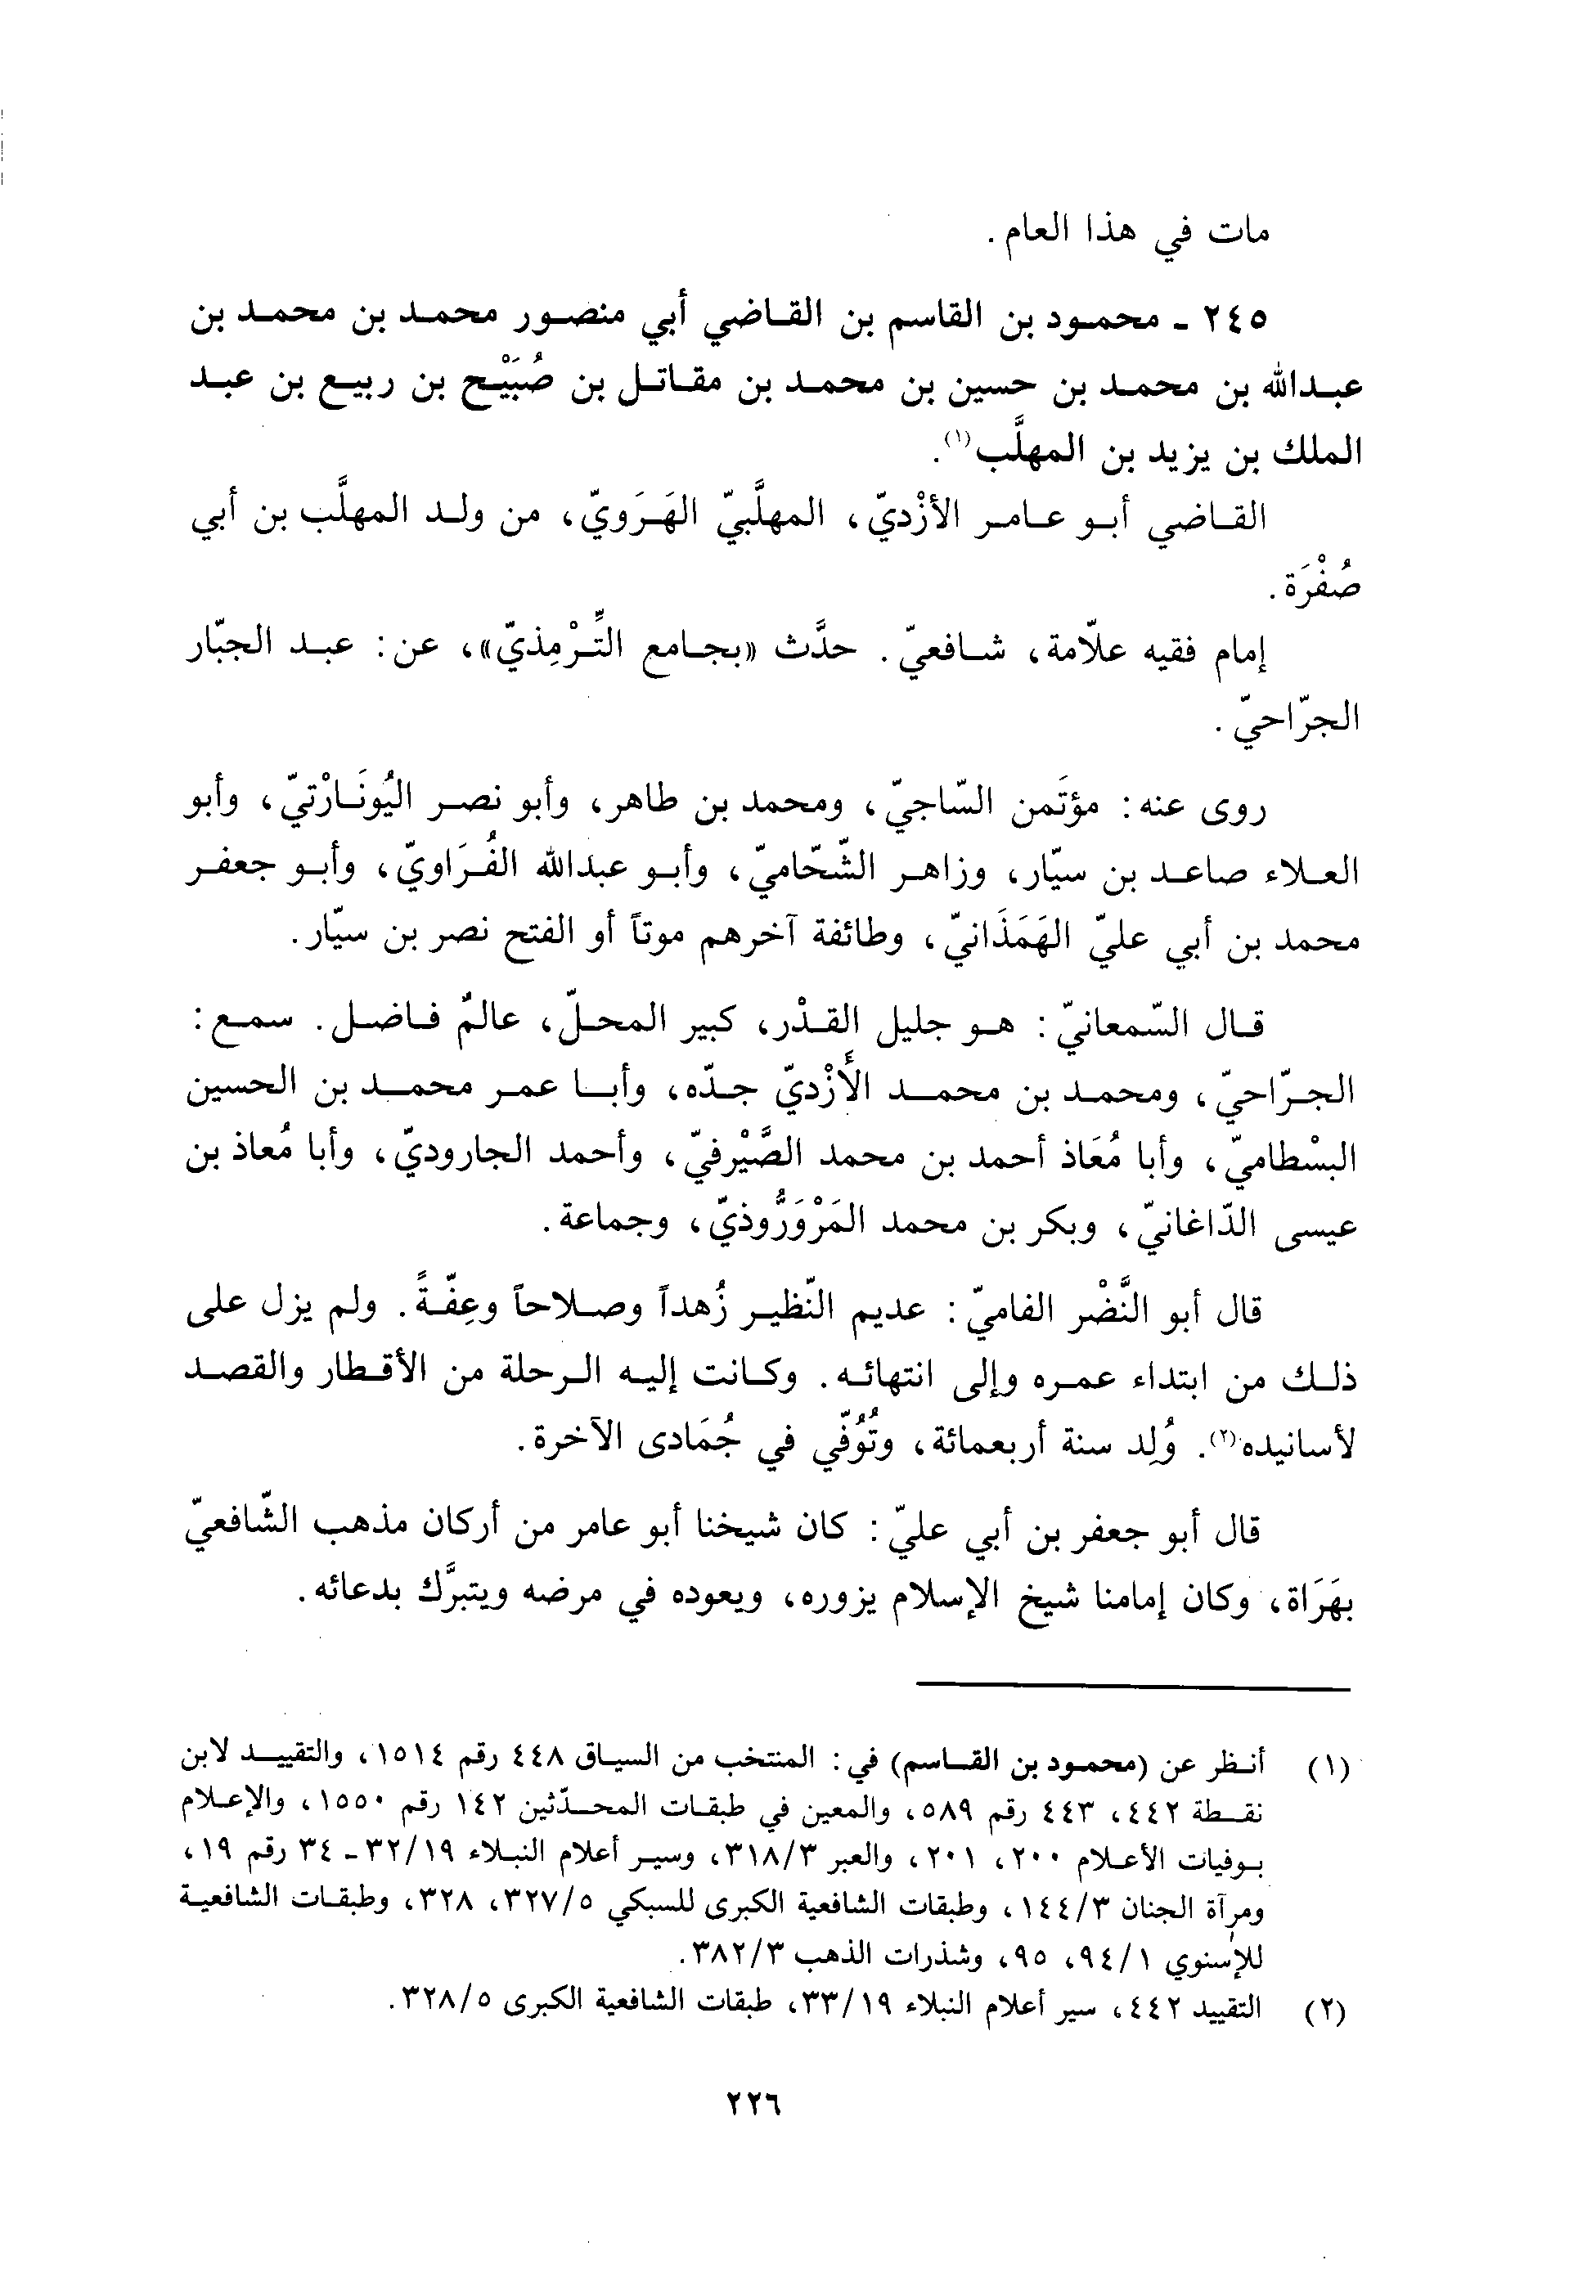 مات في هذا العام.
٢٤٥ ـ محمود بن القاسم بن القاضي أبي منصور محمد بن محمد بن
عبدالله بن محمد بن حسين بن محمد بن مقاتل بن صُبَيْح بن ربيع بن عبد
الملك بن يزيد بن المهلَّب(١).
القاضي أبو عامر الأزْديّ، المهلَّبيّ الهَرَويّ، من ولد المهلَّب بن أبي
صُفْرَة.
إمام فقيه علّامة، شافعيّ. حدَّث «بجامع التِّرْمِذيّ»، عن: عبد الجبّار
الجرّاحيّ.
روى عنه: مؤتَمن السّاجيّ، ومحمد بن طاهر، وأبو نصر اليُونَارْتيّ، وأبو
العلاء صاعد بن سيّار، وزاهر الشّحّاميّ، وأبو عبدالله الفُرَاويّ، وأبو جعفر
محمد بن أبي عليّ الهَمَذَانيّ، وطائفة آخرهم موتاً أو الفتح نصر بن سيّار.
قال السّمعانيّ: هو جليل القدْر، كبير المحلّ، عالمٌ فاضل. سمع:
الجرّاحيّ، ومحمد بن محمد الأَزْديّ جدّه، وأبا عمر محمد بن الحسين
البسْطاميّ، وأبا مُعَاذ أحمد بن محمد الصَّيْرفيّ، وأحمد الجاروديّ، وأبا مُعاذ بن
عيسى الدّاغانيّ، وبكر بن محمد المَرْوَرُّوذيّ، وجماعة.
قال أبو النَّضْر الفاميّ: عديم النّظير زُهداً وصلاحاً وعِفّةً. ولم يزل على
ذلك من ابتداء عمره وإلى انتهائه. وكانت إليه الرحلة من الأقطار والقصد
لأسانيده(٢). وُلِد سنة أربعمائة، وتُوُفّي في جُمَادى الآخرة.
قال أبو جعفر بن أبي عليّ: كان شيخنا أبو عامر من أركان مذهب الشّافعيّ
بهَرَاة، وكان إمامنا شيخ الإسلام يزوره، ويعوده في مرضه ويتبرَّك بدعائه.
(١) أنظر عن (محمود بن القاسم) في: المنتخب من السياق ٤٤٨ رقم ١٥١٤، والتقييد لابن
نقطة ٤٤٢، ٤٤٣ رقم ٥٨٩، والمعين في طبقات المحدّثين ١٤٢ رقم ١٥٥٠، والإعلام
بوفيات الأعلام ٢٠٠، ٢٠١، والعبر ٣١٨/٣، وسير أعلام النبلاء ٣٢/١٩ـ ٣٤ رقم ١٩،
ومرآة الجنان ١٤٤/٣، وطبقات الشافعية الكبرى للسبكي ٣٢٧/٥، ٣٢٨، وطبقات الشافعية
للإسنوي ٩٤/١، ٩٥، وشذرات الذهب ٣٨٢/٣.
(٢) التقييد ٤٤٢، سير أعلام النبلاء ٣٣/١٩، طبقات الشافعية الكبرى ٣٢٨/٥.
٢٢٦